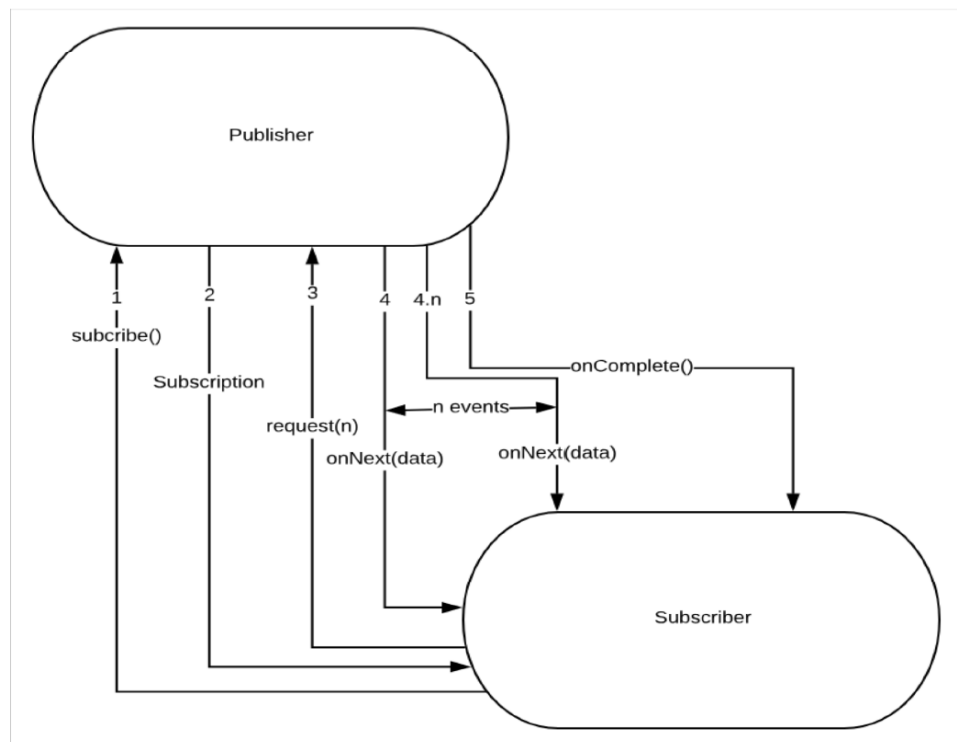 Publisher
1
2
3
4
4.n
5
subcribe()
Subscription
request(n)
onNext(data)
n events
onNext(data)
onComplete()
Subscriber